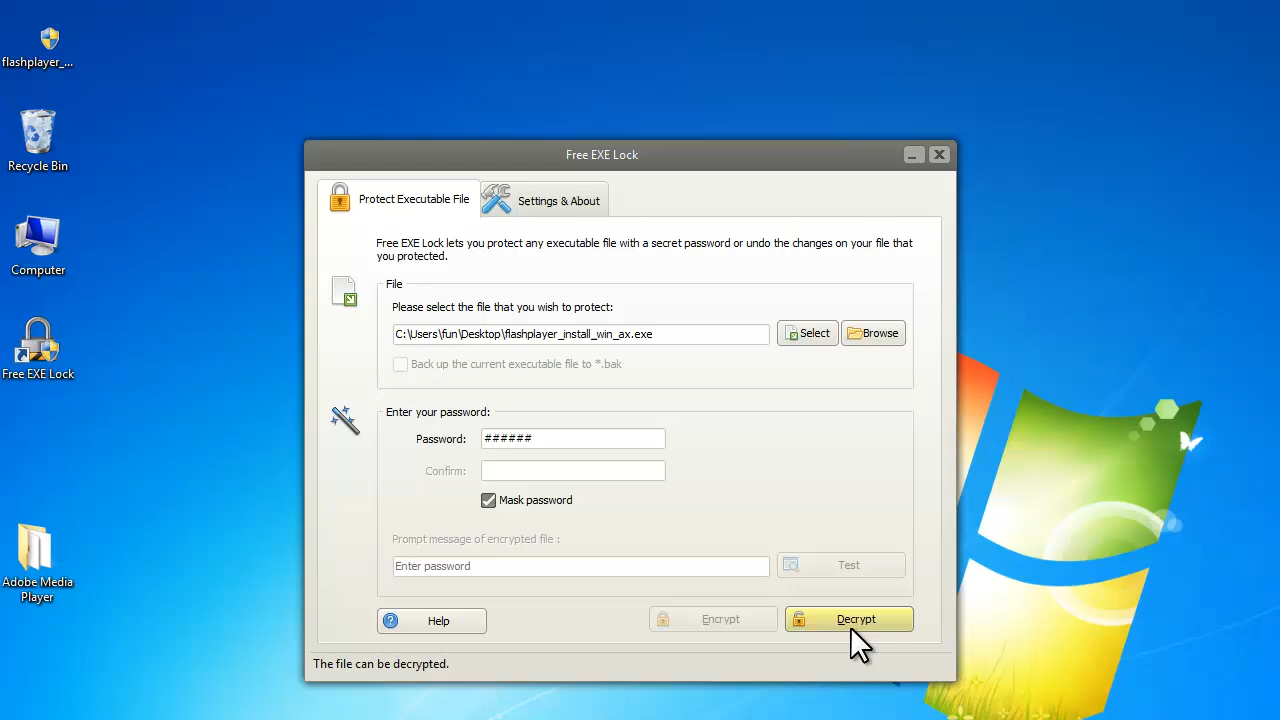 flashplayer_...
Recycle Bin
Computer
Free EXE Lock
Adobe Media
Player
Free EXE Lock
Protect Executable File
Settings & About
Free EXE Lock lets you protect any executable file with a secret password or undo the changes on your file that
you protected.
File
Please select the file that you wish to protect:
C:\Users\fun\Desktop\flashplayer_install_win_ax.exe
Select
Browse
Back up the current executable file to *.bak
Enter your password:
Password: ######
Confirm:
Mask password
Prompt message of encrypted file :
Enter password
Test
Help
Encrypt
Decrypt
The file can be decrypted.